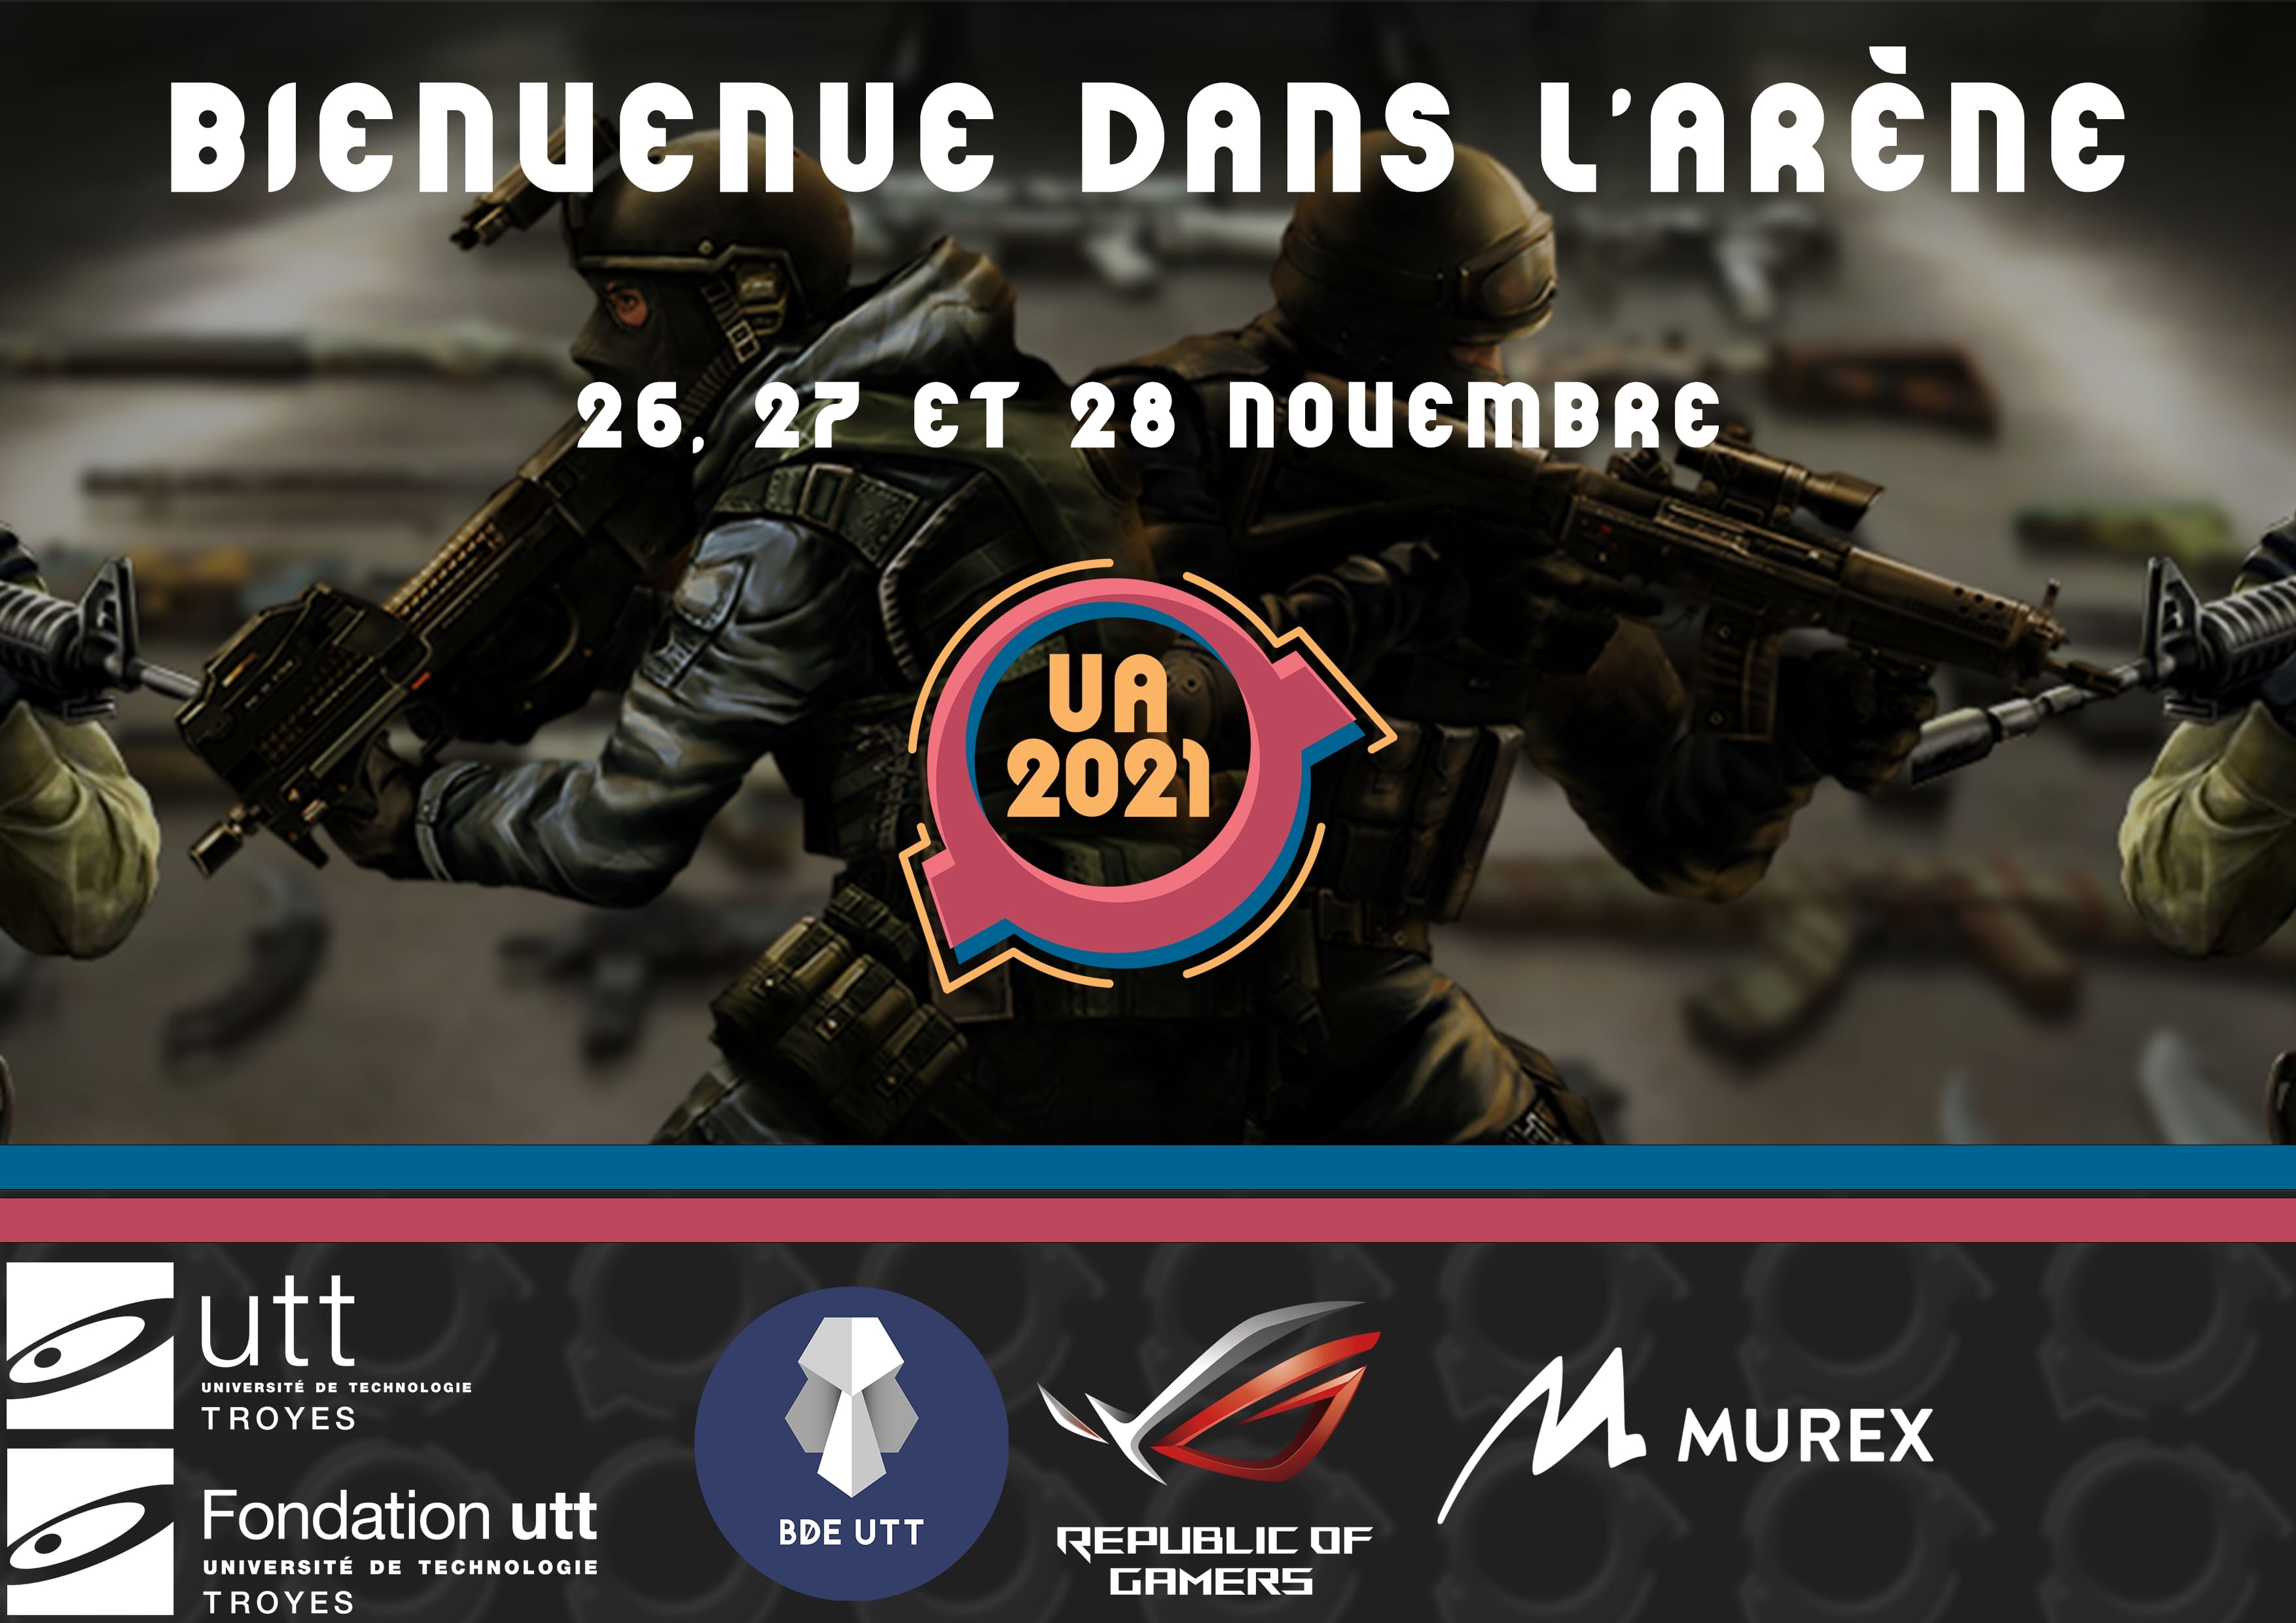 BIENVENUE DANS L'ARÈNE
26, 27 ET 28 NOVEMBRE
UA
2021
utt
UNIVERSITÉ DE TECHNOLOGIE
TROYES
Fondation utt
UNIVERSITÉ DE TECHNOLOGIE
TROYES
BDE UTT
REPUBLIC OF
GAMERS
MUREX